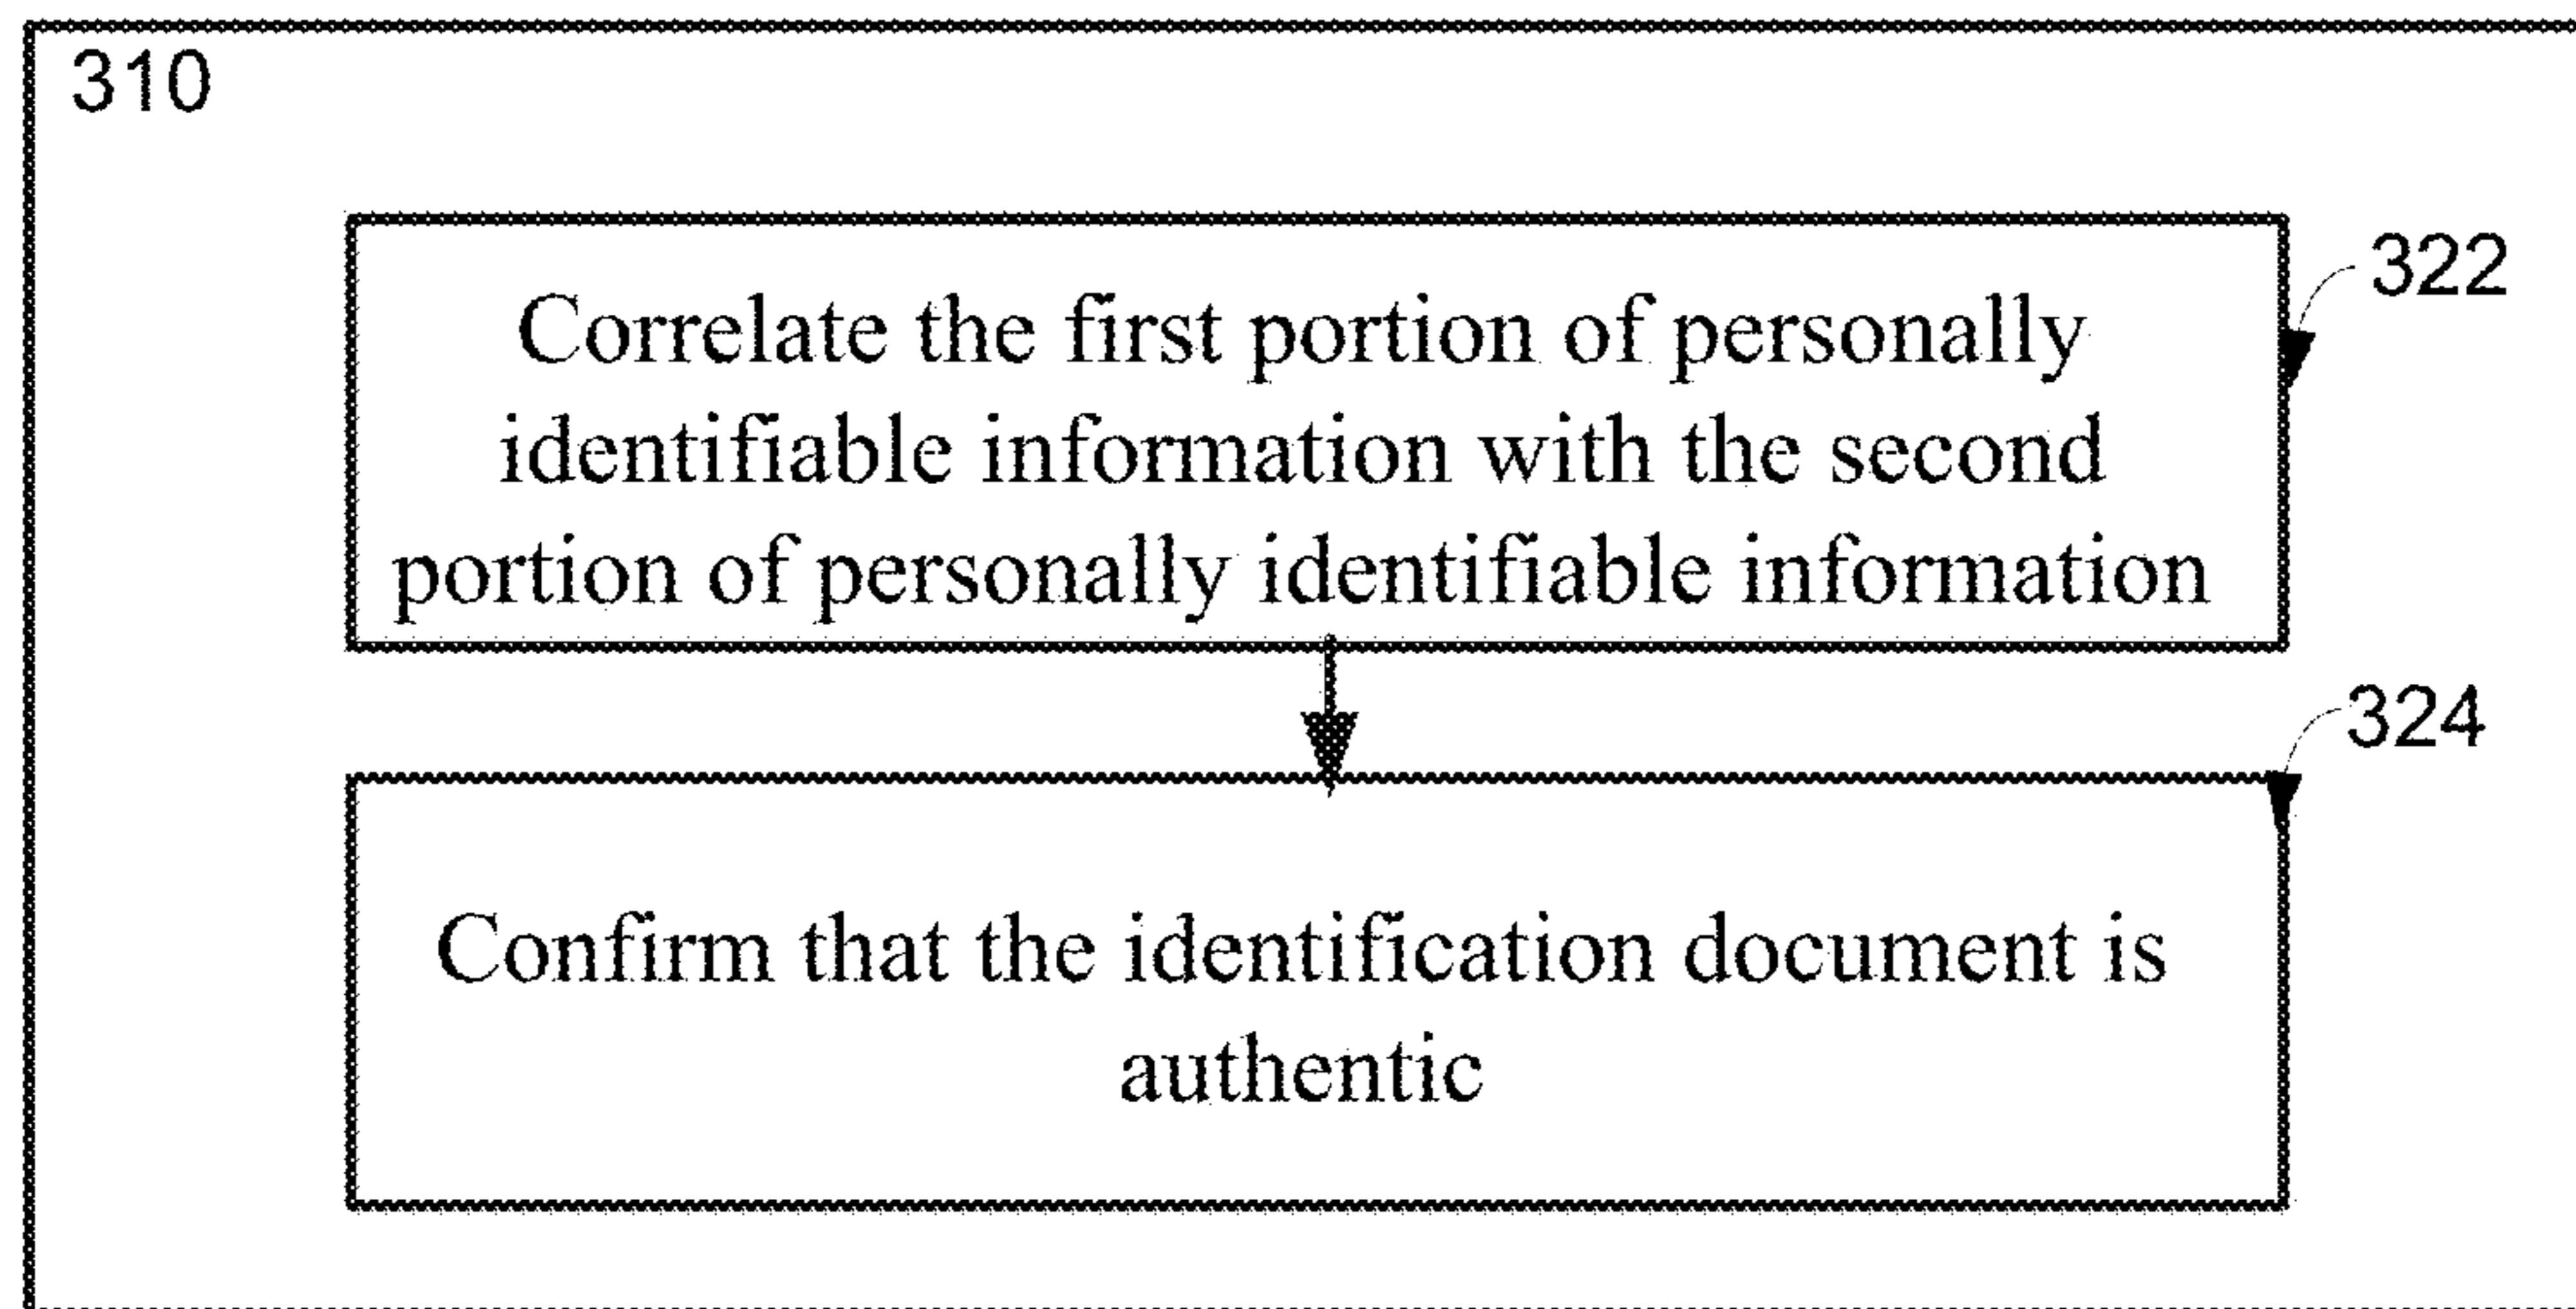 310
322
Correlate the first portion of personally
identifiable information with the second
portion of personally identifiable information
324
Confirm that the identification document is
authentic